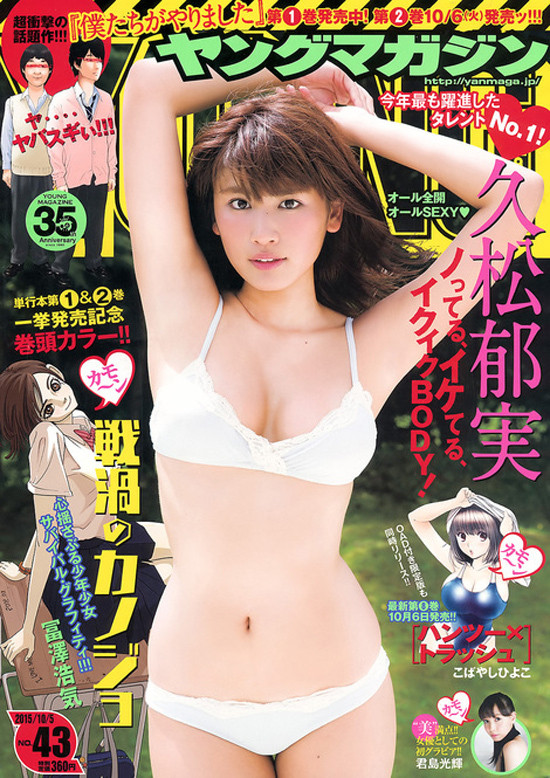 超衝撃の
話題作!!!
『僕たちがやりました』第1巻発売中! 第2巻10/6(火)発売ッ!!!
ヤングマガジン
http://yanmaga.jp/
ヤ・・・・
ヤバスギい!!!
今年最も躍進した
タレントNo.1!
YOUNG
MAGAZINE
35th
Anniversary
since 1980
オール全開
オールSEXY♥
久松郁実
ノってる、イケてる、
イクイクBODY!
単行本第1&2巻
一挙発売記念
巻頭カラー!!
カモ〜ン
戦渦のカノジョ
心揺さぶる少年少女
サバイバル・グラフィティ!!!
冨澤浩気
カモ〜ン
OAD付き限定版も
同時リリース!!
最新第8巻
10月6日発売!!
[ハンツー×
トラッシュ]
こばやしひよこ
カモ〜ン
"美"満点!!
女優としての
初グラビア!!
君島光輝
2015/10/5
NO.43
360円